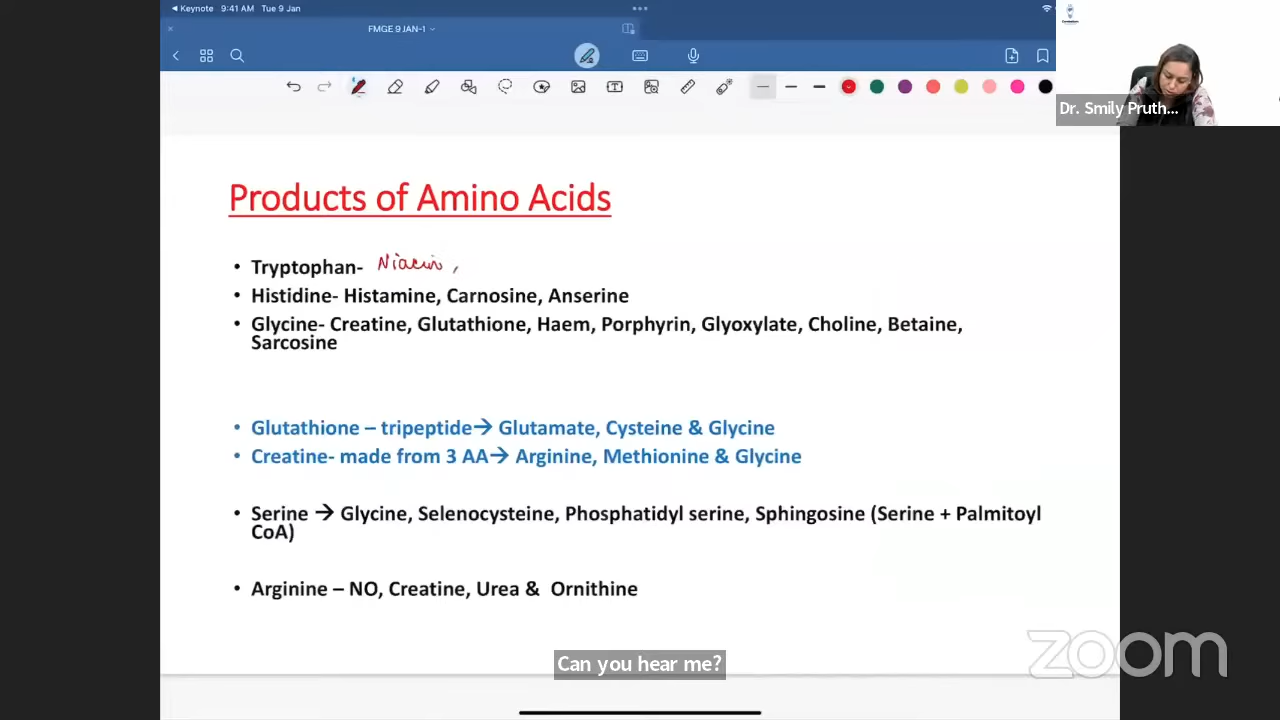 Keynote 9:41 AM Tue 9 Jan
FMGE 9 JAN-1
Dr. Smily Pruth...
Products of Amino Acids
• Tryptophan- Niacin,
• Histidine- Histamine, Carnosine, Anserine
• Glycine- Creatine, Glutathione, Haem, Porphyrin, Glyoxylate, Choline, Betaine,
Sarcosine
• Glutathione – tripeptide→ Glutamate, Cysteine & Glycine
• Creatine- made from 3 AA→ Arginine, Methionine & Glycine
• Serine → Glycine, Selenocysteine, Phosphatidyl serine, Sphingosine (Serine + Palmitoyl
CoA)
• Arginine – NO, Creatine, Urea & Ornithine
Can you hear me?
zoom